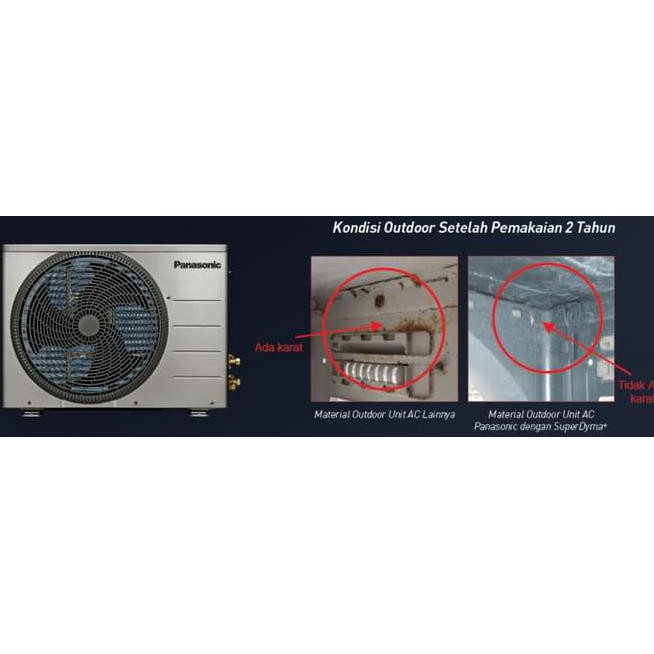 Kondisi Outdoor Setelah Pemakaian 2 Tahun
Panasonic
Ada karat
Tidak A
karat
Material Outdoor Unit AC Lainnya
Material Outdoor Unit AC
Panasonic dengan SuperDyma*